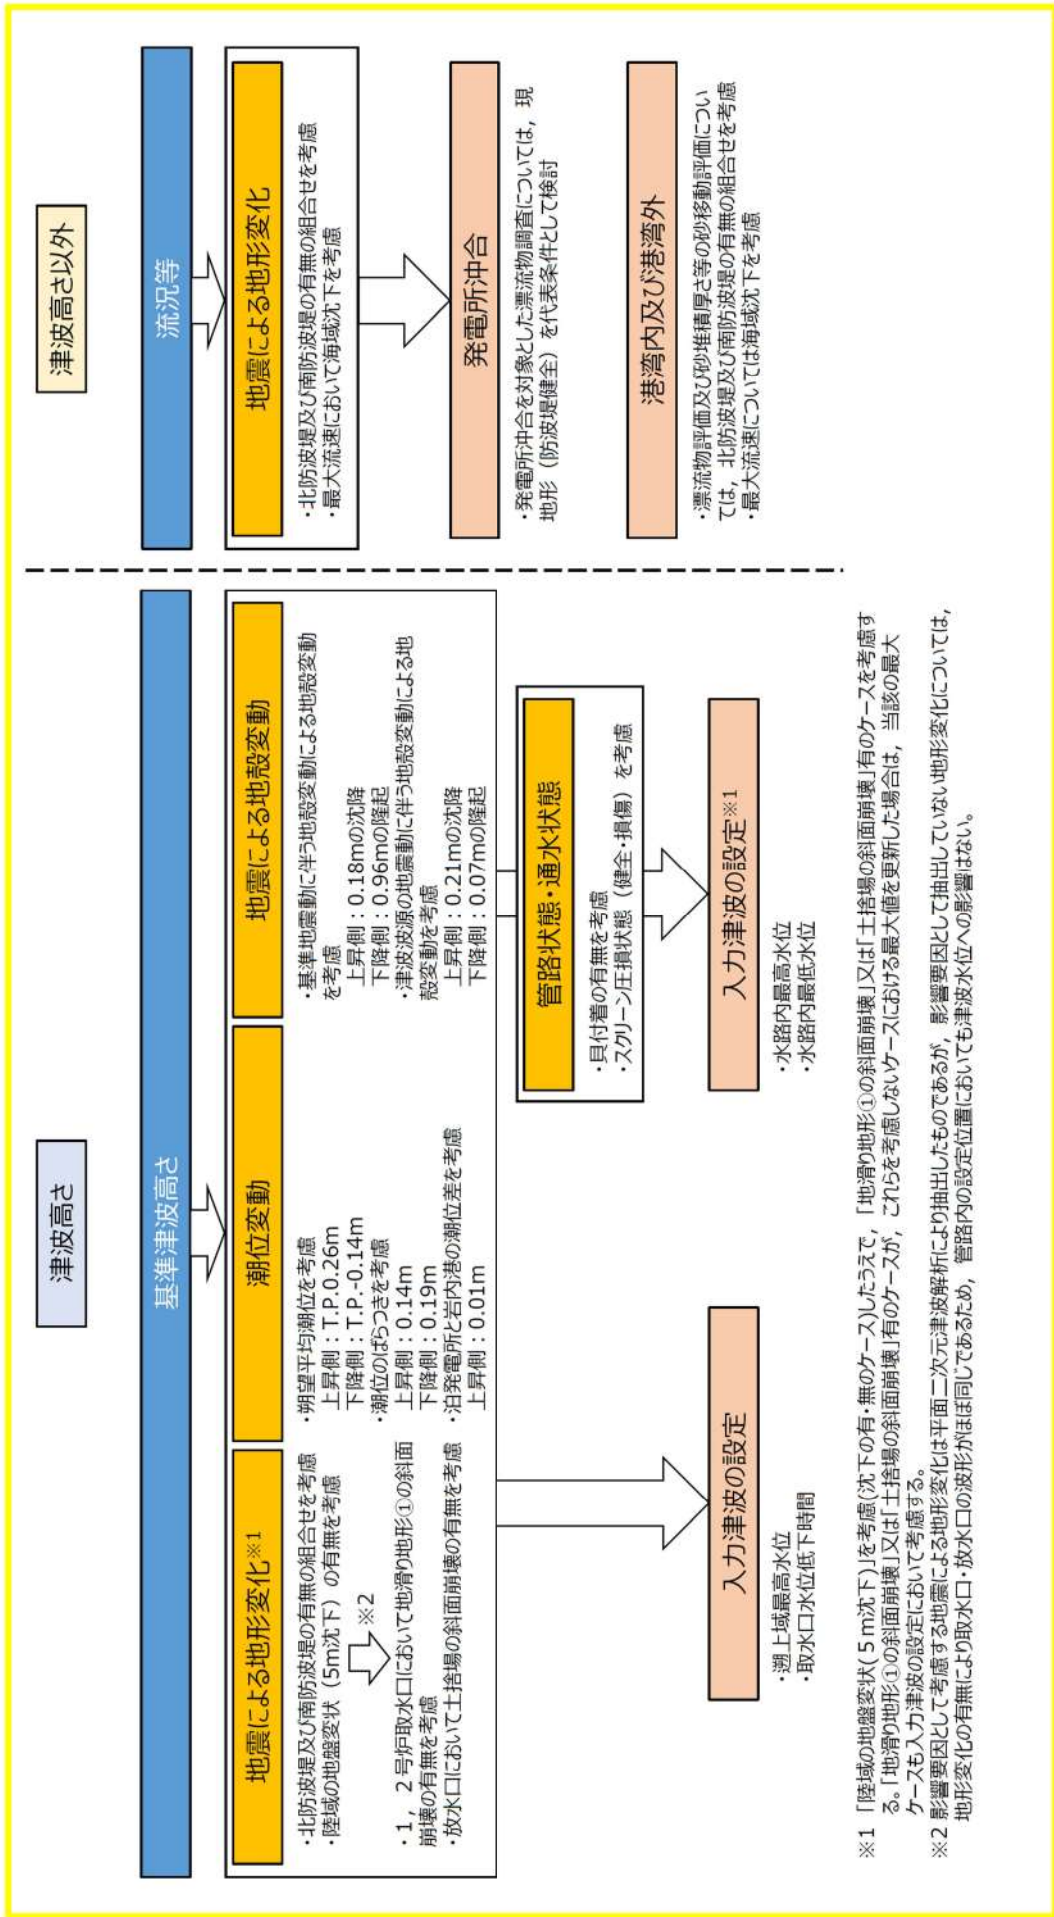 津波高さ
基準津波高さ
地震による地形変化※1
・北防波堤及び南防波堤の有無の組合せを考慮
・陸域の地盤変状（5m沈下）の有無を考慮
※2
・1，2号炉取水口において地滑り地形①の斜面
崩壊の有無を考慮
・放水口において土捨場の斜面崩壊の有無を考慮
潮位変動
・朔望平均潮位を考慮
上昇側：T.P.0.26m
下降側：T.P.-0.14m
・潮位のばらつきを考慮
上昇側：0.14m
下降側：0.19m
・泊発電所と岩内港の潮位差を考慮
上昇側：0.01m
地震による地殻変動
・基準地震動に伴う地殻変動による地殻変動
を考慮
上昇側：0.18mの沈降
下降側：0.96mの隆起
・津波波源の地震動に伴う地殻変動による地
殻変動を考慮
上昇側：0.21mの沈降
下降側：0.07mの隆起
管路状態・通水状態
・貝付着の有無を考慮
・スクリーン圧損状態（健全・損傷）を考慮
入力津波の設定
・遡上域最高水位
・取水口水位低下時間
入力津波の設定※1
・水路内最高水位
・水路内最低水位
津波高さ以外
流況等
地震による地形変化
・北防波堤及び南防波堤の有無の組合せを考慮
・最大流速において海域沈下を考慮
発電所沖合
・発電所沖合を対象とした漂流物調査については，現
地形（防波堤健全）を代表条件として検討
港湾内及び港湾外
・漂流物評価及び砂堆積厚さ等の砂移動評価につい
ては，北防波堤及び南防波堤の有無の組合せを考慮
・最大流速については海域沈下を考慮
※1 「陸域の地盤変状(5m沈下)」を考慮(沈下の有・無のケース)したうえで，「地滑り地形①の斜面崩壊」又は「土捨場の斜面崩壊」有のケースを考慮す
る。「地滑り地形①の斜面崩壊」又は「土捨場の斜面崩壊」有のケースが，これらを考慮しないケースにおける最大値を更新した場合は，当該の最大
ケースも入力津波の設定において考慮する。
※2 影響要因として考慮する地震による地形変化は平面二次元津波解析により抽出したものであるが，影響要因として抽出していない地形変化については，
地形変化の有無により取水口・放水口の波形がほぼ同じであるため，管路内の設定位置においても津波水位への影響はない。